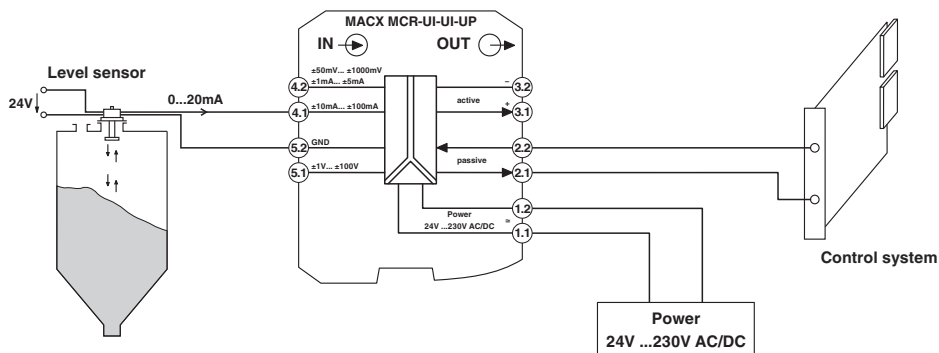 MACX MCR-UI-UI-UP
IN
OUT
Level sensor
24V
0...20mA
±50mV... ±1000mV
±1mA... ±5mA
4.2
±10mA... ±100mA
4.1
GND
5.2
±1V... ±100V
5.1
–
3.2
active
+
3.1
2.2
passive
2.1
1.2
Power
24V ...230V AC/DC
≂
1.1
Control system
Power
24V ...230V AC/DC